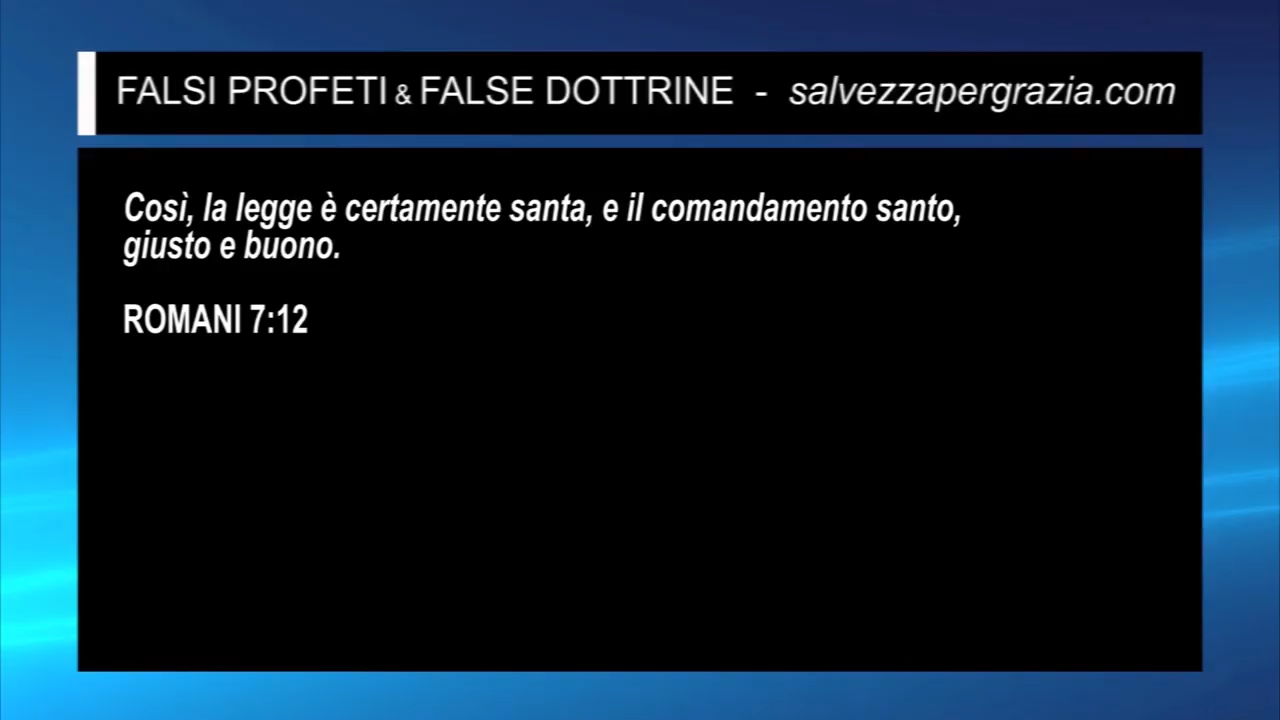 FALSI PROFETI & FALSE DOTTRINE - salvezzapergrazia.com
Così, la legge è certamente santa, e il comandamento santo,
giusto e buono.
ROMANI 7:12